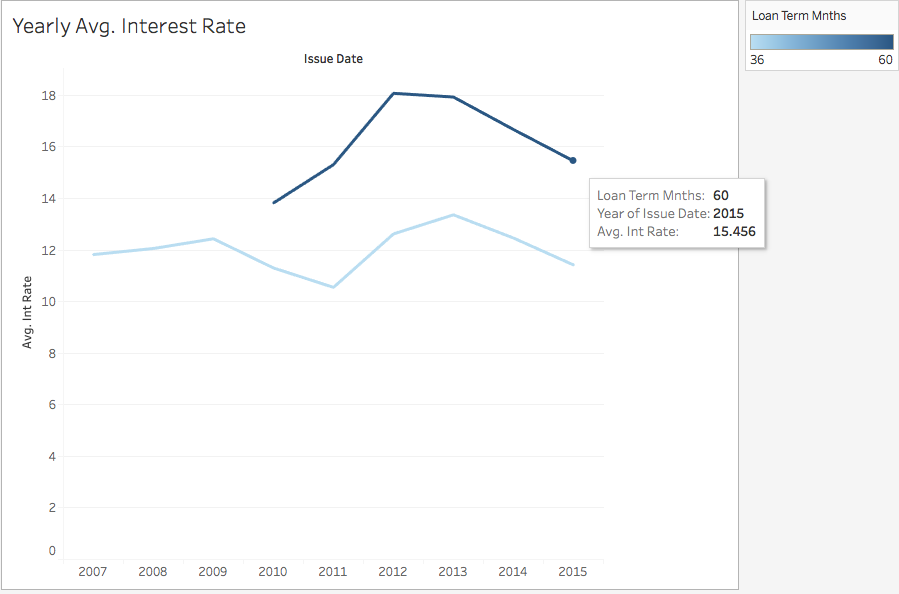 Yearly Avg. Interest Rate
Issue Date
Avg. Int Rate
18
16
14
12
10
8
6
4
2
0
2007 2008 2009 2010 2011 2012 2013 2014 2015
Loan Term Mnths: 60
Year of Issue Date: 2015
Avg. Int Rate: 15.456
Loan Term Mnths
36 60